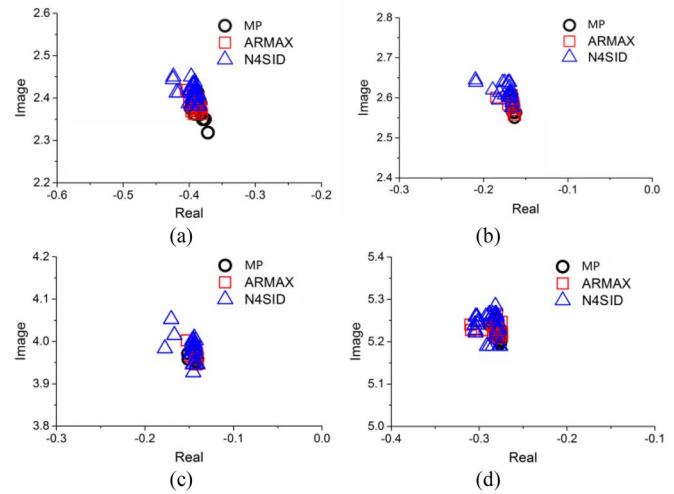 2.6
2.5
2.4
2.3
2.2
-0.6
-0.5
-0.4
-0.3
-0.2
Image
Real
MP
ARMAX
N4SID
(a)
2.8
2.7
2.6
2.5
2.4
-0.3
-0.2
-0.1
0.0
Image
Real
MP
ARMAX
N4SID
(b)
4.2
4.1
4.0
3.9
3.8
-0.3
-0.2
-0.1
0.0
Image
Real
MP
ARMAX
N4SID
(c)
5.4
5.3
5.2
5.1
5.0
-0.4
-0.3
-0.2
-0.1
Image
Real
MP
ARMAX
N4SID
(d)